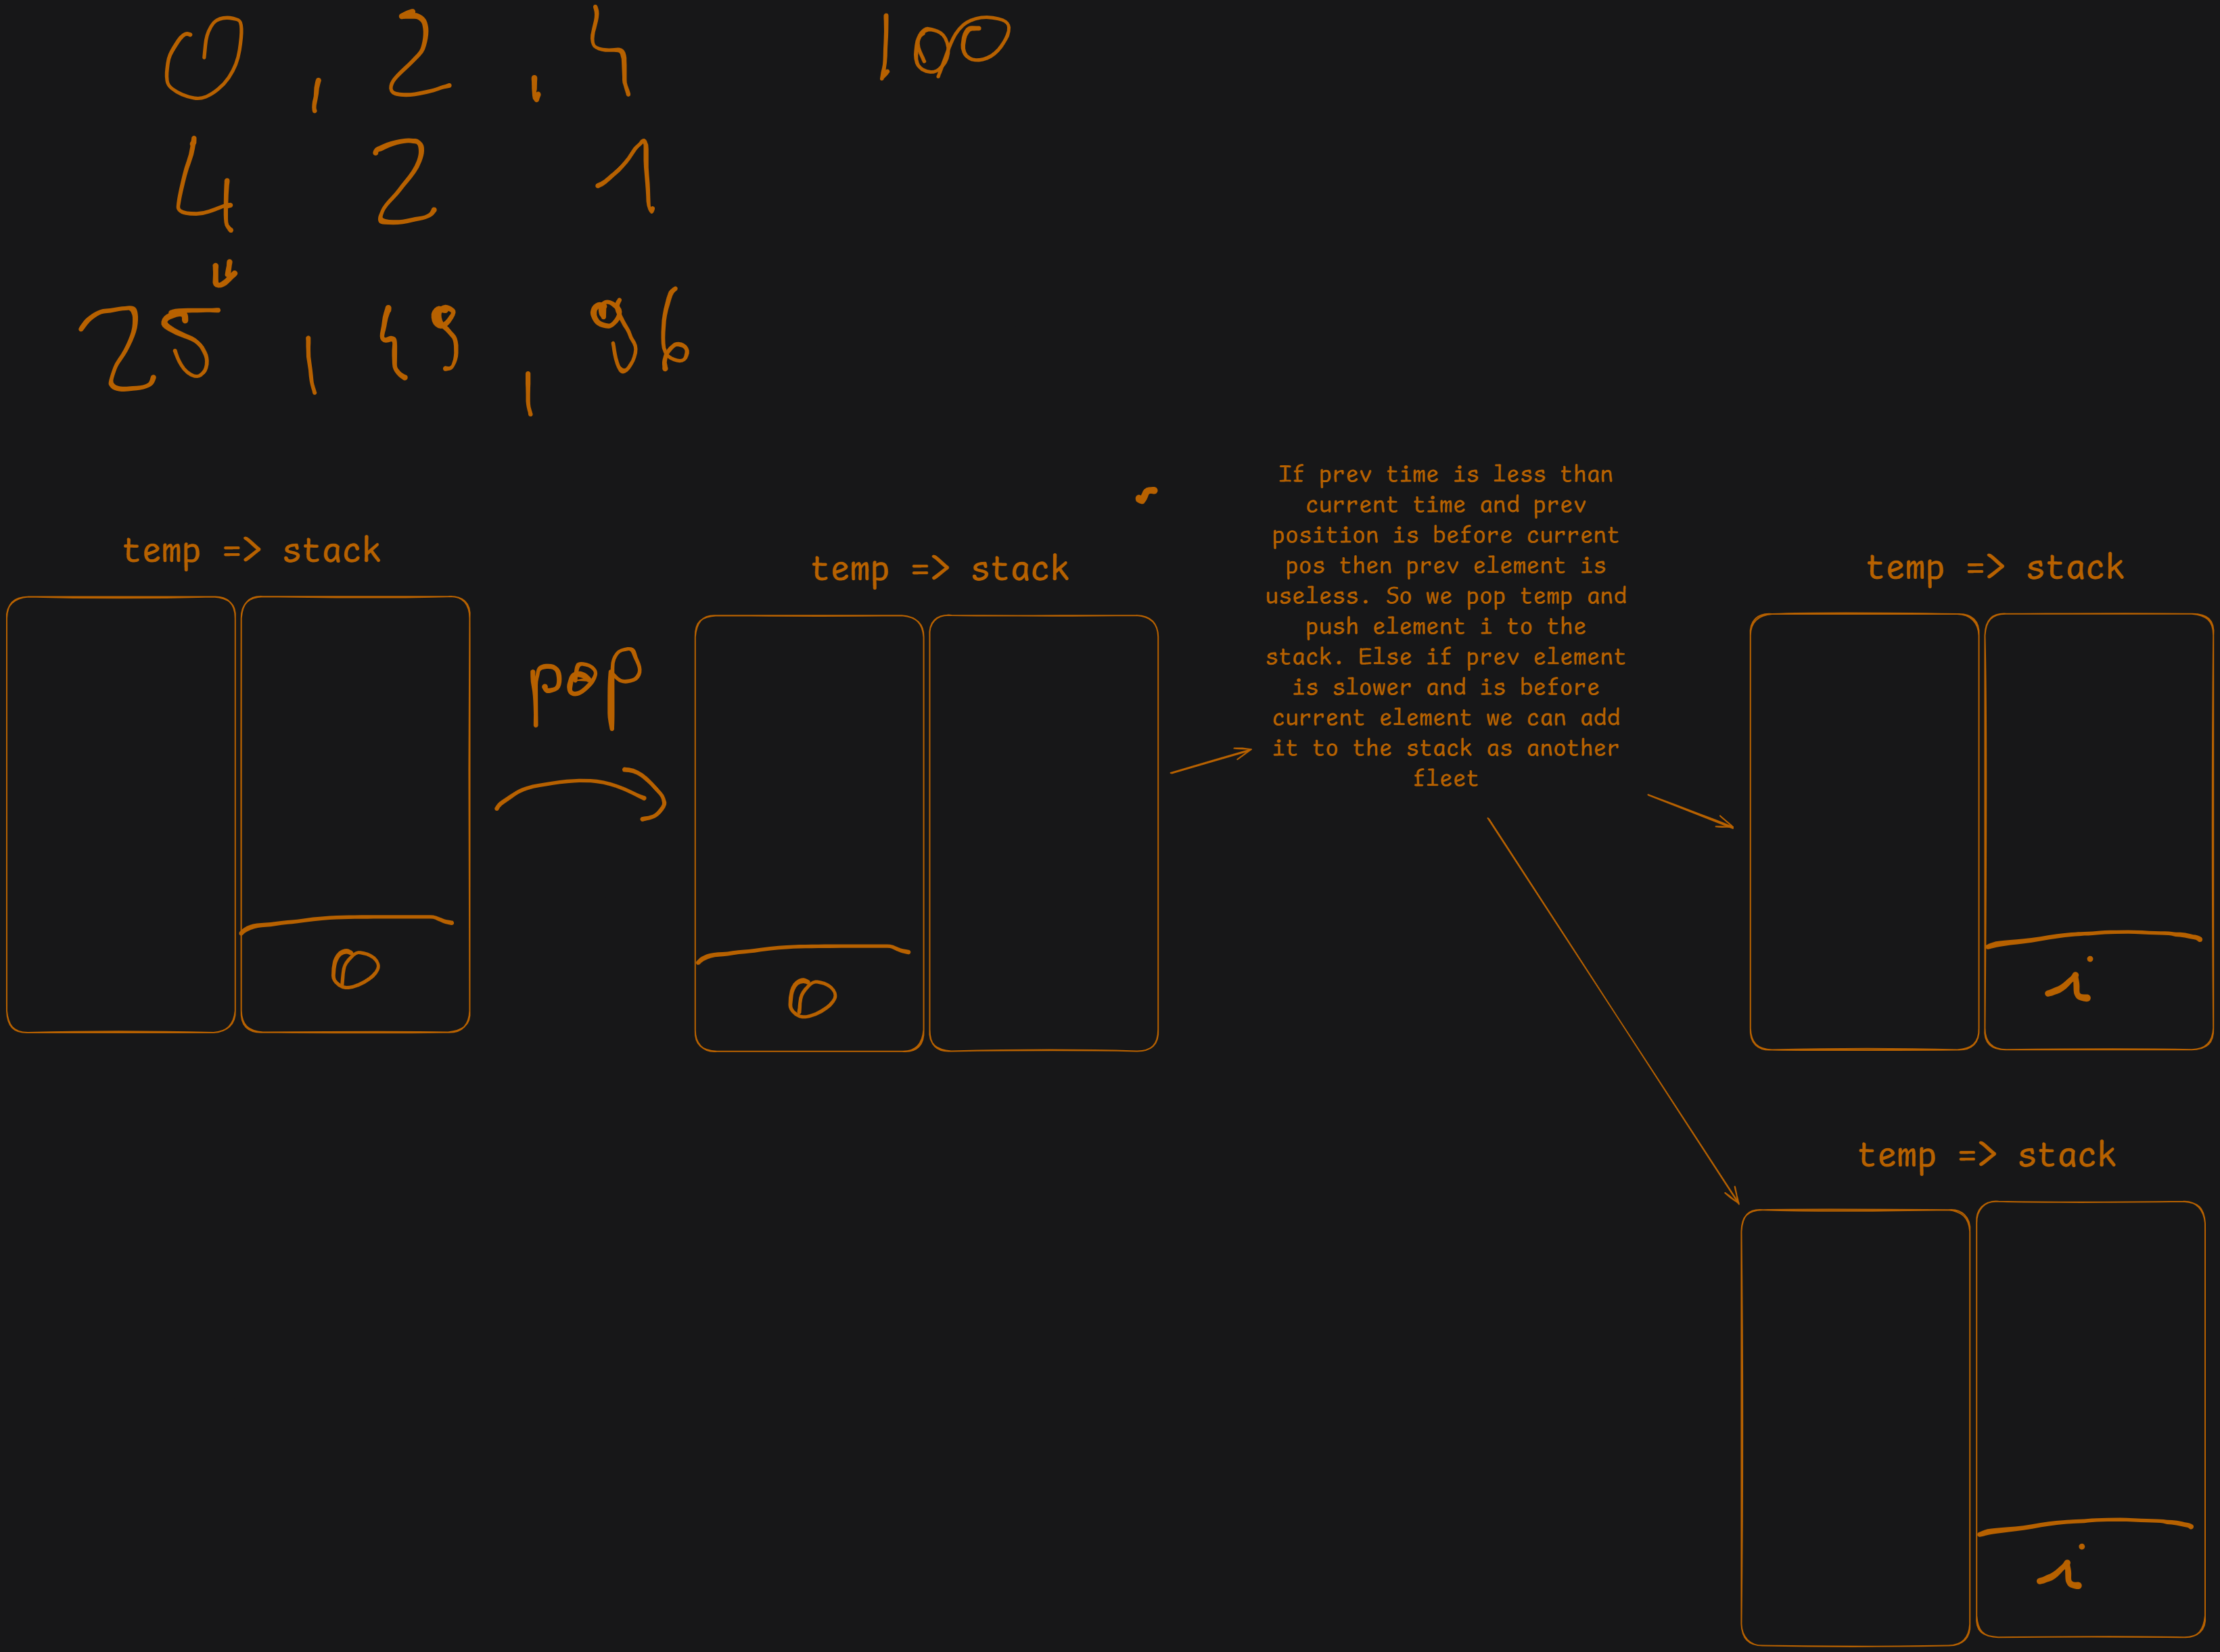 0 , 2 , 4 100
4 2 1
25 , 49 , 96
If prev time is less than
current time and prev
position is before current
pos then prev element is
useless. So we pop temp and
push element i to the
stack. Else if prev element
is slower and is before
current element we can add
it to the stack as another
fleet
temp => stack
temp => stack
temp => stack
pop
0
0
i
temp => stack
i